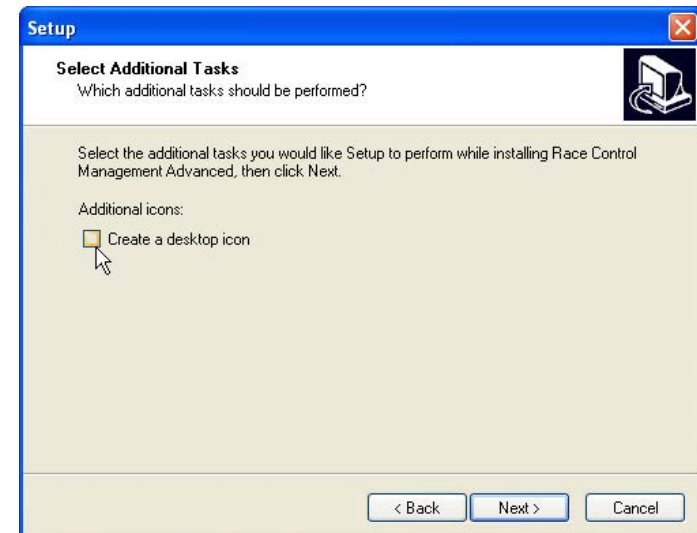 Setup
Select Additional Tasks
Which additional tasks should be performed?
Select the additional tasks you would like Setup to perform while installing Race Control
Management Advanced, then click Next.
Additional icons:
Create a desktop icon
< Back Next > Cancel